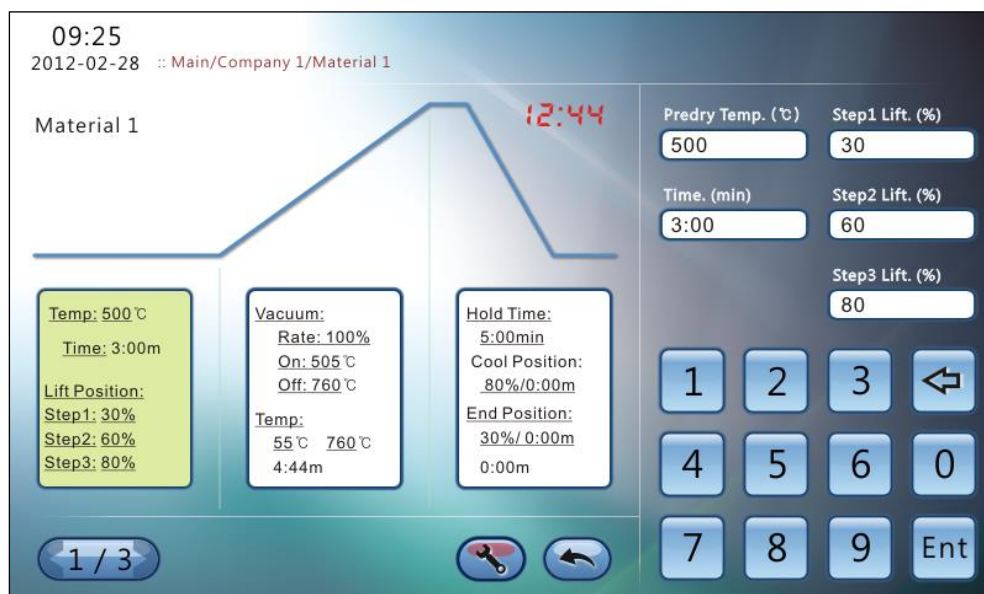 09:25
2012-02-28 :: Main/Company 1/Material 1
Material 1
12:44
Temp: 500℃
Time: 3:00m
Lift Position:
Step1: 30%
Step2: 60%
Step3: 80%
Vacuum:
Rate: 100%
On: 505℃
Off: 760℃
Temp:
55℃ 760℃
4:44m
Hold Time:
5:00min
Cool Position:
80%/0:00m
End Position:
30%/ 0:00m
0:00m
1 / 3
Predry Temp. (℃) Step1 Lift. (%)
500 30
Time. (min) Step2 Lift. (%)
3:00 60
Step3 Lift. (%)
80
1 2 3
4 5 6 0
7 8 9 Ent